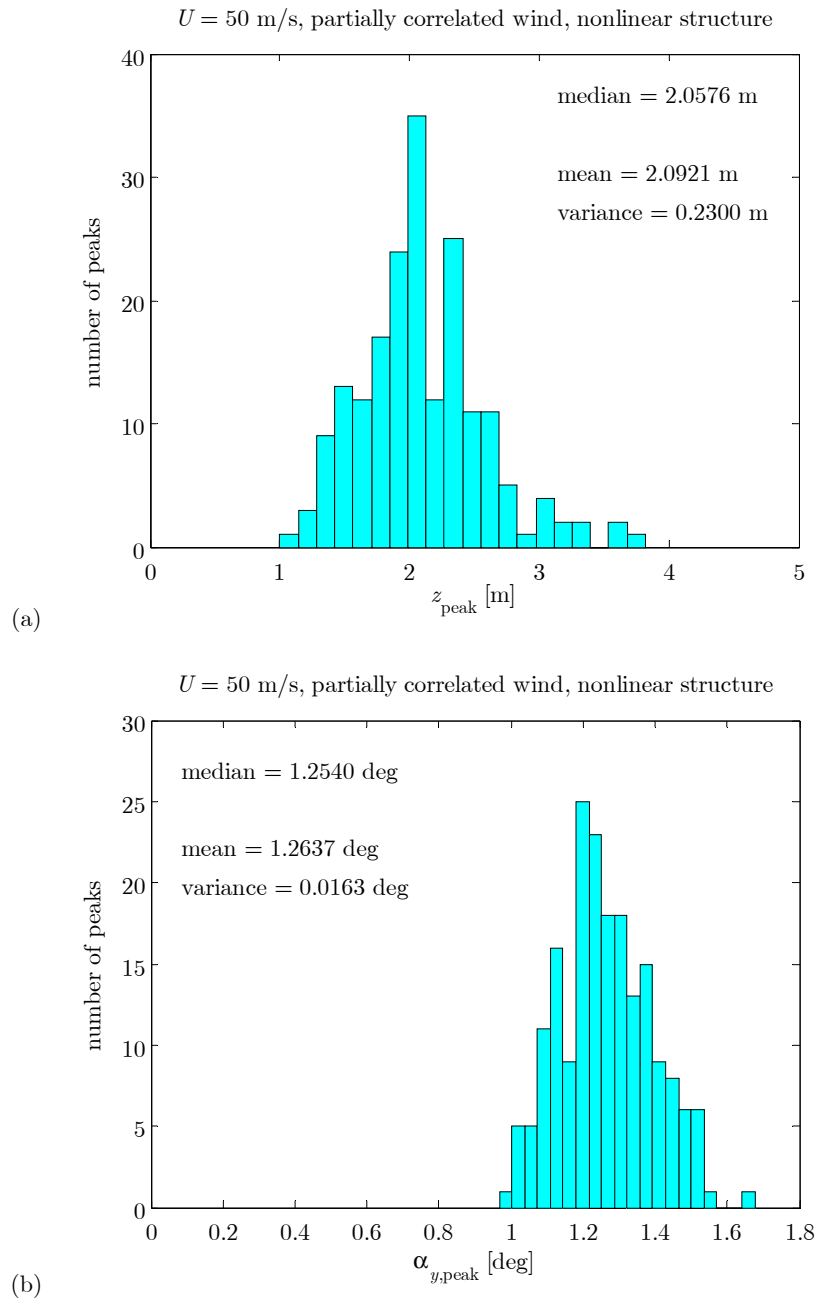 U = 50 m/s, partially correlated wind, nonlinear structure
40
median = 2.0576 m
30
mean = 2.0921 m
variance = 0.2300 m
number of peaks
20
10
0
0 1 2 3 4 5
z_peak [m]
(a)
U = 50 m/s, partially correlated wind, nonlinear structure
30
median = 1.2540 deg
25
mean = 1.2637 deg
20
variance = 0.0163 deg
number of peaks
15
10
5
0
0 0.2 0.4 0.6 0.8 1 1.2 1.4 1.6 1.8
α_y,peak [deg]
(b)